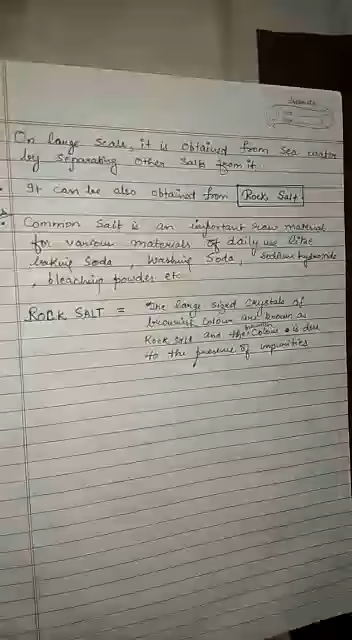 On large scale, it is obtained from sea water
by separating other salts from it
It can be also obtained from Rock Salt
Common Salt is an important raw material
for various materials of daily use like
baking Soda, Washing Soda, Sodium hydroxide
, bleaching powder etc
ROCK SALT = The large sized crystals of
brownish colour are known as
Rock salt and the brownish Colour is due
to the presence of impurities